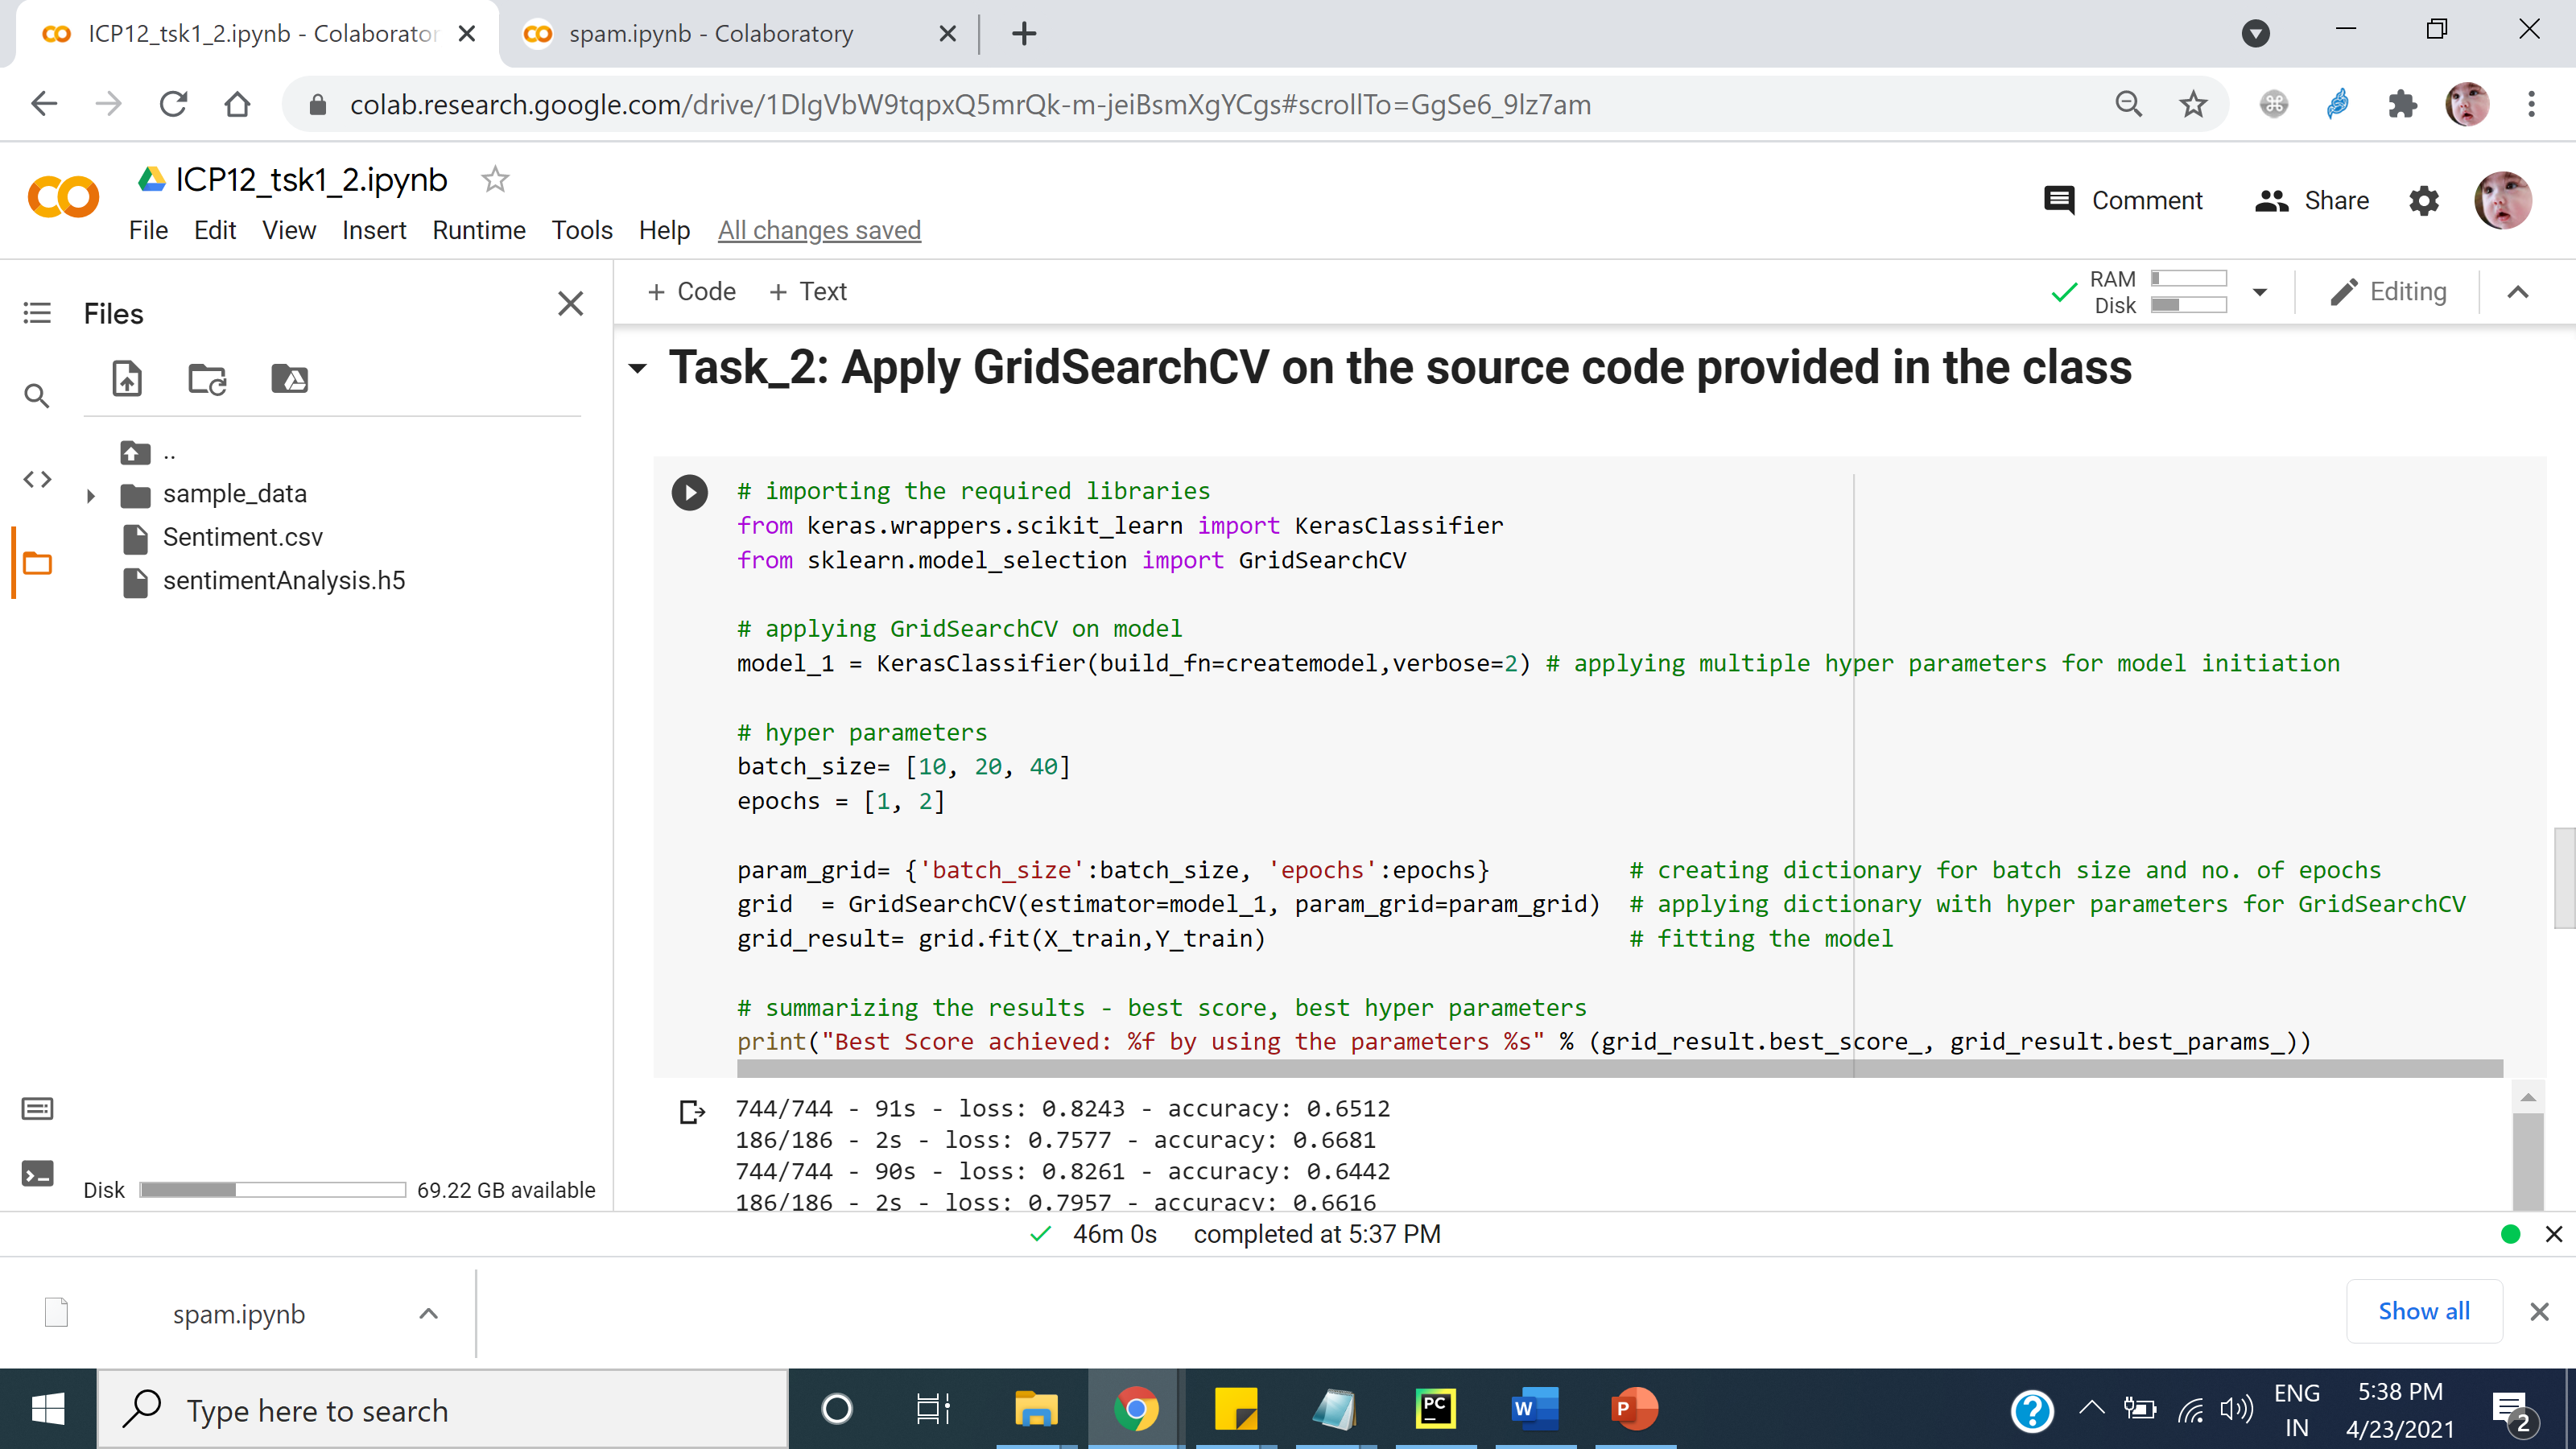 ICP12_tsk1_2.ipynb - Colaborator
spam.ipynb - Colaboratory
colab.research.google.com/drive/1DlgVbW9tqpxQ5mrQk-m-jeiBsmXgYCgs#scrollTo=GgSe6_9lz7am
ICP12_tsk1_2.ipynb
Comment
Share
File Edit View Insert Runtime Tools Help All changes saved
Files
+ Code + Text
RAM
Disk
Editing
..
sample_data
Sentiment.csv
sentimentAnalysis.h5
Disk 69.22 GB available
Task_2: Apply GridSearchCV on the source code provided in the class
# importing the required libraries
from keras.wrappers.scikit_learn import KerasClassifier
from sklearn.model_selection import GridSearchCV
# applying GridSearchCV on model
model_1 = KerasClassifier(build_fn=createmodel,verbose=2) # applying multiple hyper parameters for model initiation
# hyper parameters
batch_size= [10, 20, 40]
epochs = [1, 2]
param_grid= {'batch_size':batch_size, 'epochs':epochs} # creating dictionary for batch size and no. of epochs
grid  = GridSearchCV(estimator=model_1, param_grid=param_grid) # applying dictionary with hyper parameters for GridSearchCV
grid_result= grid.fit(X_train,Y_train) # fitting the model
# summarizing the results - best score, best hyper parameters
print("Best Score achieved: %f by using the parameters %s" % (grid_result.best_score_, grid_result.best_params_))
744/744 - 91s - loss: 0.8243 - accuracy: 0.6512
186/186 - 2s - loss: 0.7577 - accuracy: 0.6681
744/744 - 90s - loss: 0.8261 - accuracy: 0.6442
186/186 - 2s - loss: 0.7957 - accuracy: 0.6616
46m 0s completed at 5:37 PM
spam.ipynb
Show all
Type here to search
PC
W
P
ENG
IN
5:38 PM
4/23/2021
2